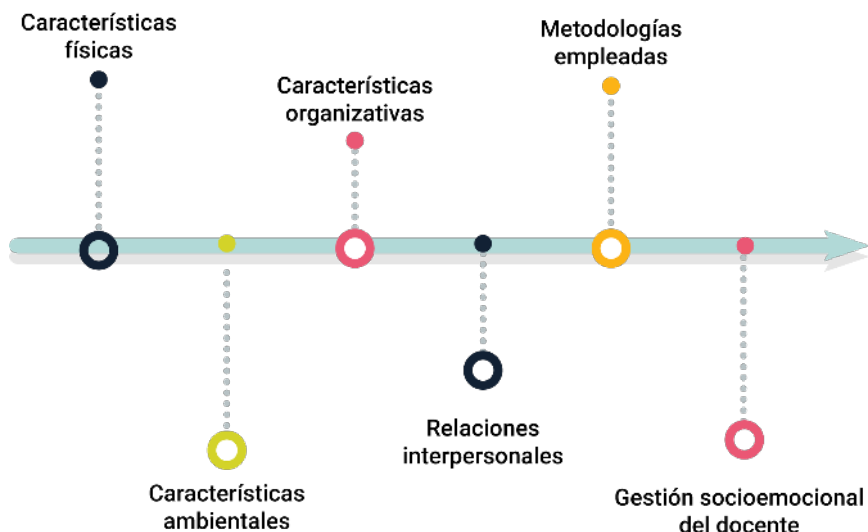 Características
físicas
Características
ambientales
Características
organizativas
Relaciones
interpersonales
Metodologías
empleadas
Gestión socioemocional
del docente